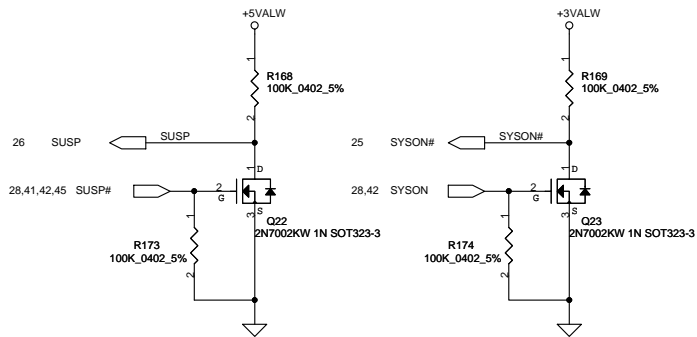 +5VALW
1
R168
100K_0402_5%
2
26 SUSP
SUSP
1 D
28,41,42,45 SUSP#
2
G
S
3
Q22
2N7002KW 1N SOT323-3
1
R173
100K_0402_5%
2
+3VALW
1
R169
100K_0402_5%
2
25 SYSON#
SYSON#
1 D
28,42 SYSON
2
G
S
3
Q23
2N7002KW 1N SOT323-3
1
R174
100K_0402_5%
2